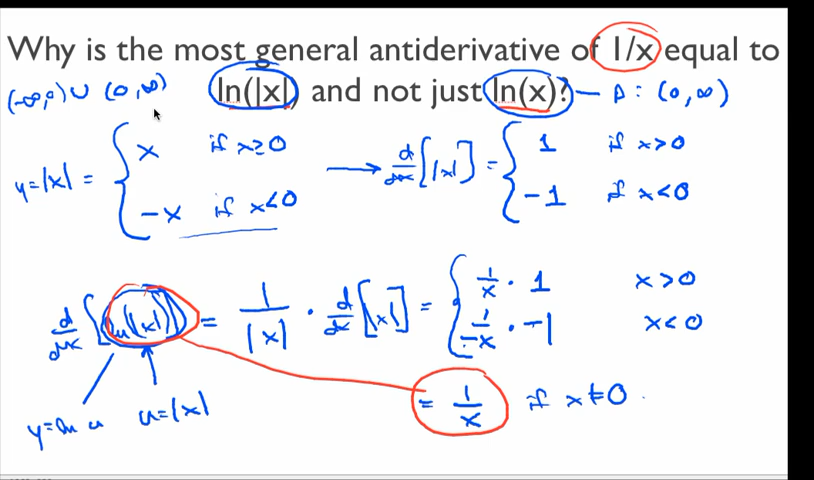 Why is the most general antiderivative of 1/x equal to
(-∞, 0) ∪ (0, ∞) ln(|x|) and not just ln(x)? — D : (0, ∞)
y = |x| = { x if x ≥ 0 → d/dx [|x|] = { 1 if x > 0
-x if x < 0 -1 if x < 0
d/dx [ln(|x|)] = 1/|x| · d/dx [|x|] = { 1/x · 1 x > 0
1/-x · -1 x < 0
= 1/x if x ≠ 0.
y = ln u u = |x|